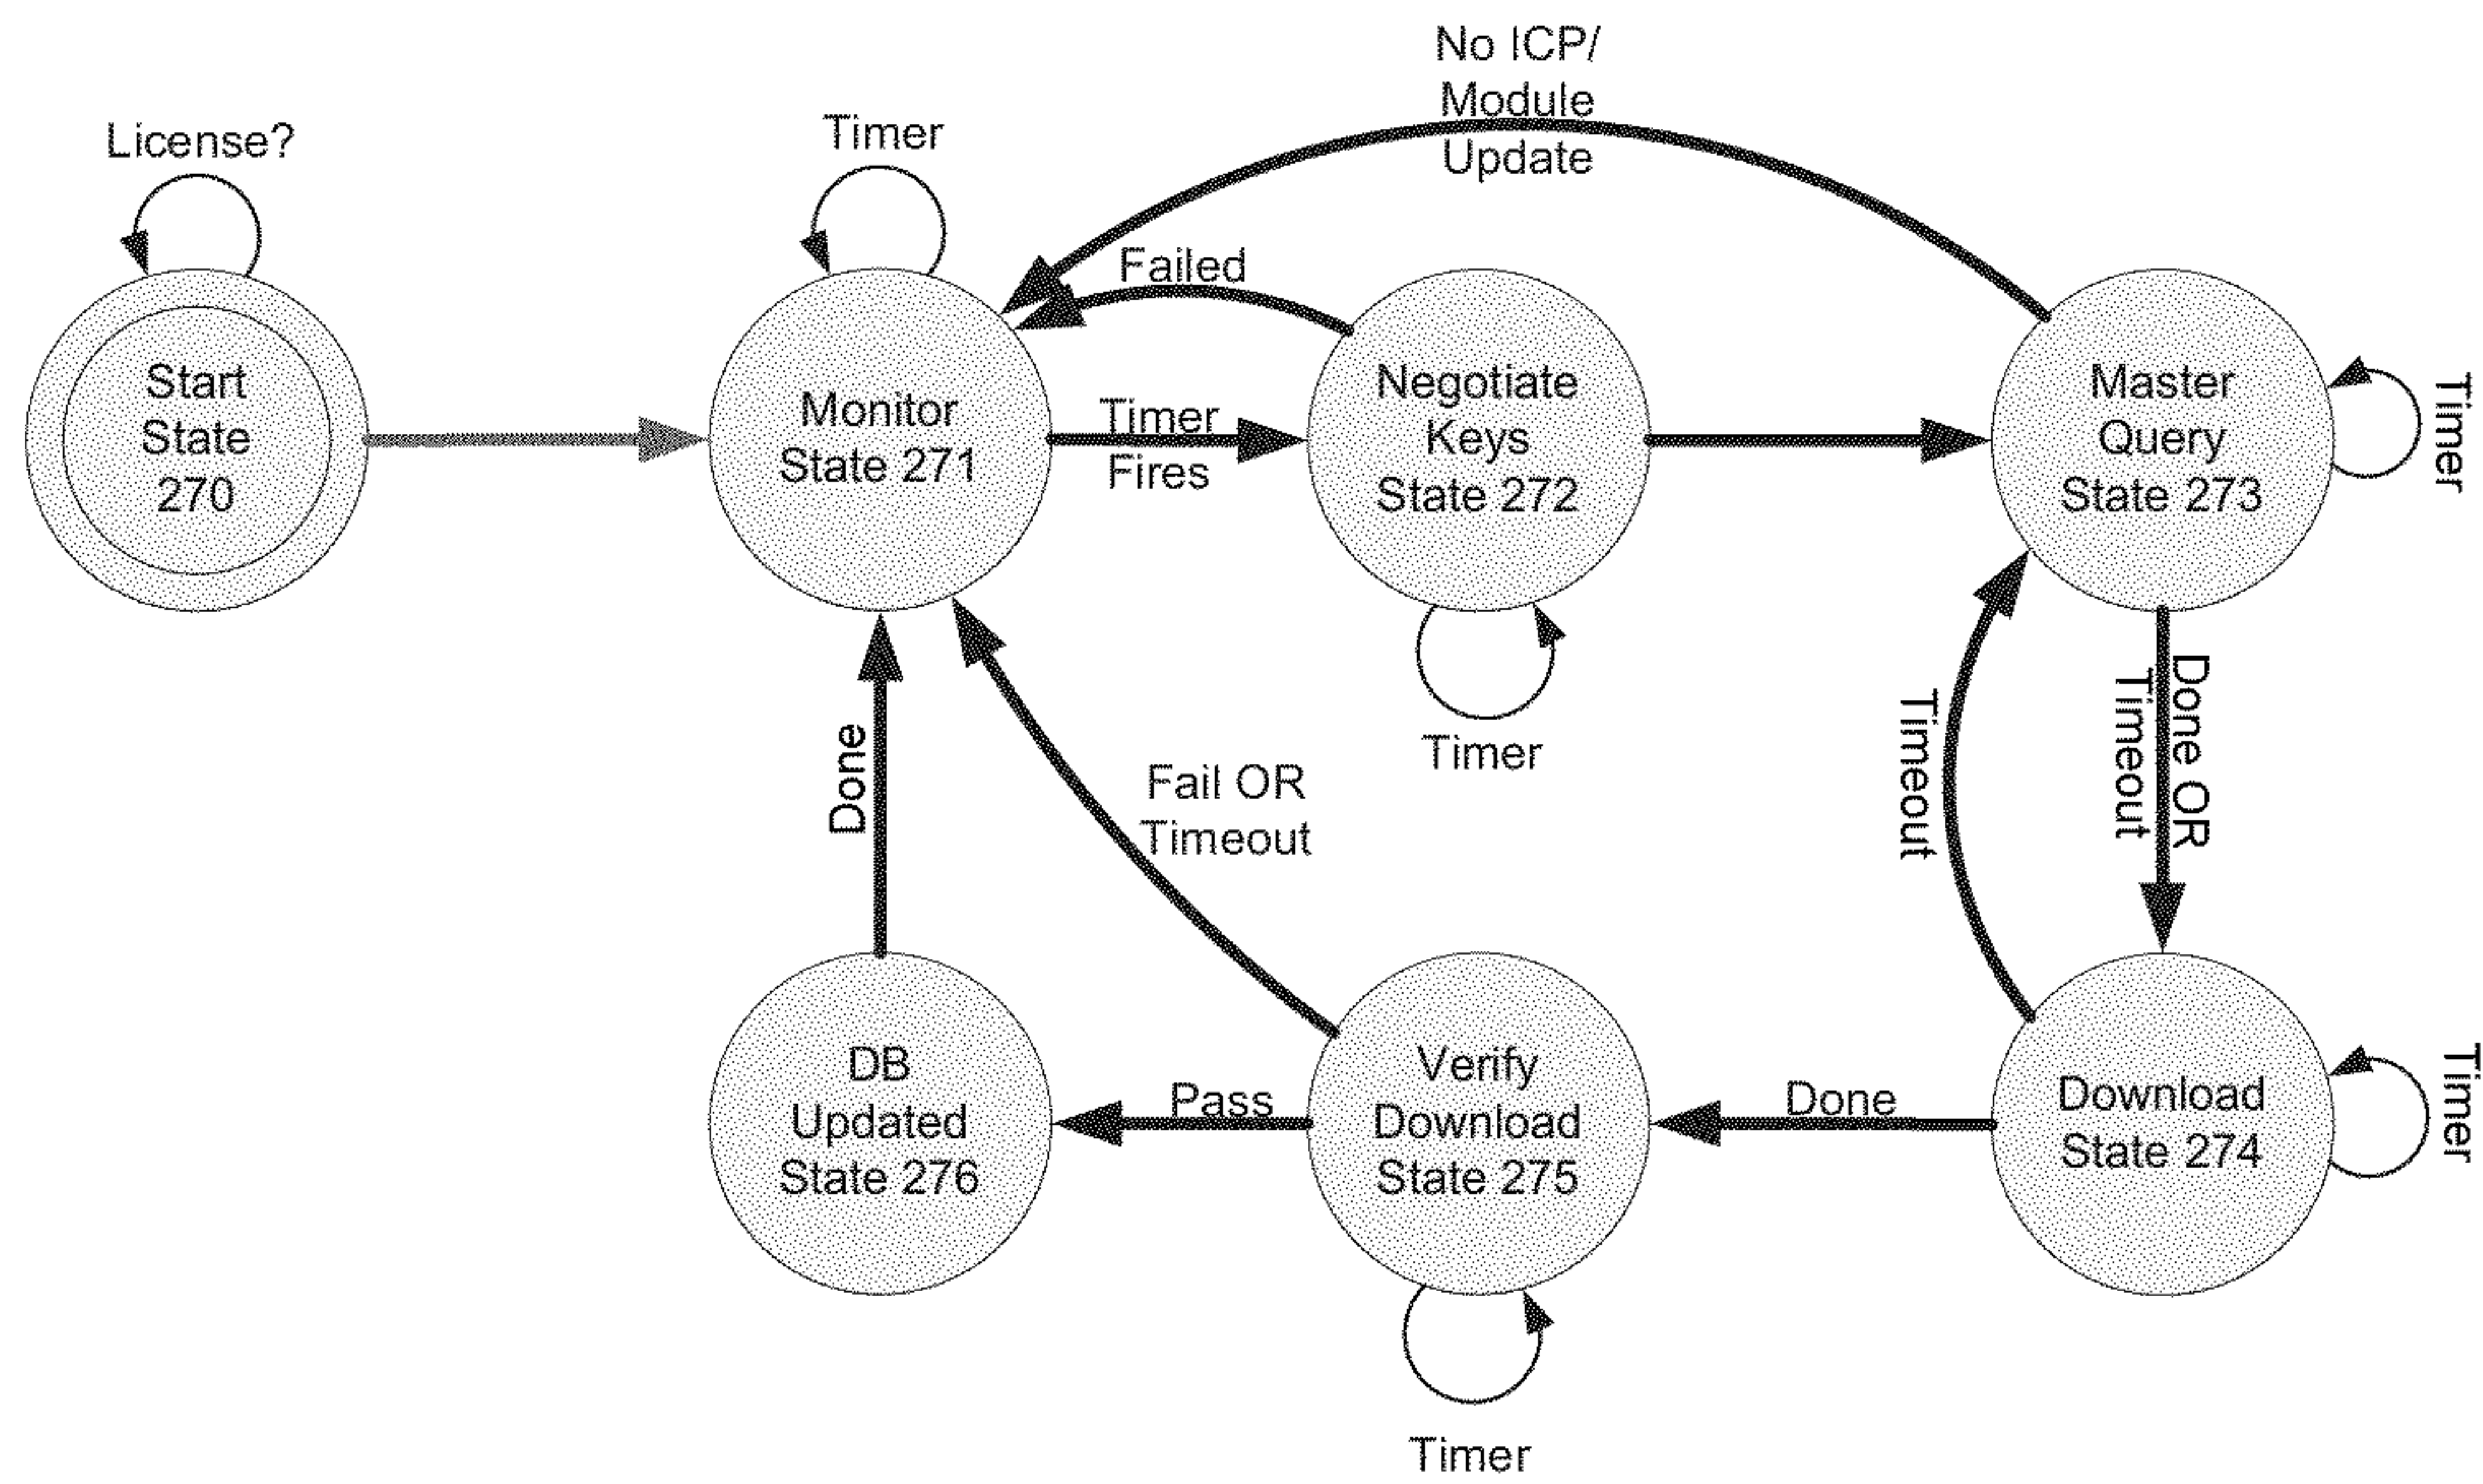 No ICP/
Module
Update
License?
Timer
Failed
Start
State
270
Monitor
State 271
Timer
Fires
Negotiate
Keys
State 272
Master
Query
State 273
Timer
Timer
Done
Fail OR
Timeout
Timeout
Done OR
Timeout
DB
Updated
State 276
Pass
Verify
Download
State 275
Done
Download
State 274
Timer
Timer